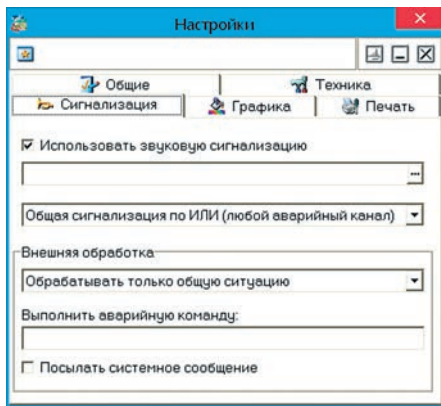 Настройки
Общие
Техника
Сигнализация
Графика
Печать
Использовать звуковую сигнализацию
...
Общая сигнализация по ИЛИ (любой аварийный канал)
Внешняя обработка
Обрабатывать только общую ситуацию
Выполнить аварийную команду:
Посылать системное сообщение